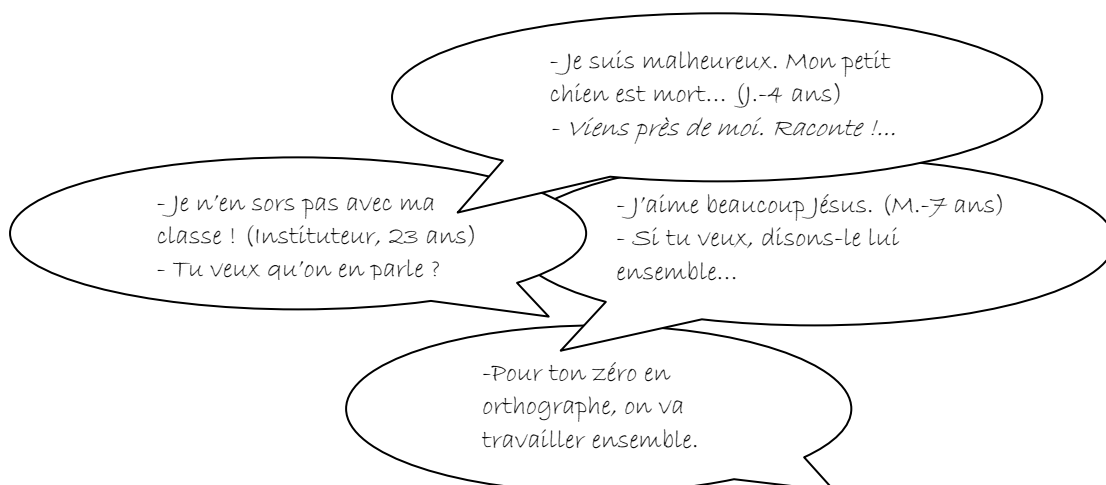 - Je suis malheureux. Mon petit
chien est mort... (J.-4 ans)
- Viens près de moi. Raconte !...
- Je n'en sors pas avec ma
classe ! (Instituteur, 23 ans)
- Tu veux qu'on en parle ?
- J'aime beaucoup Jésus. (M.-7 ans)
- Si tu veux, disons-le lui
ensemble...
-Pour ton zéro en
orthographe, on va
travailler ensemble.